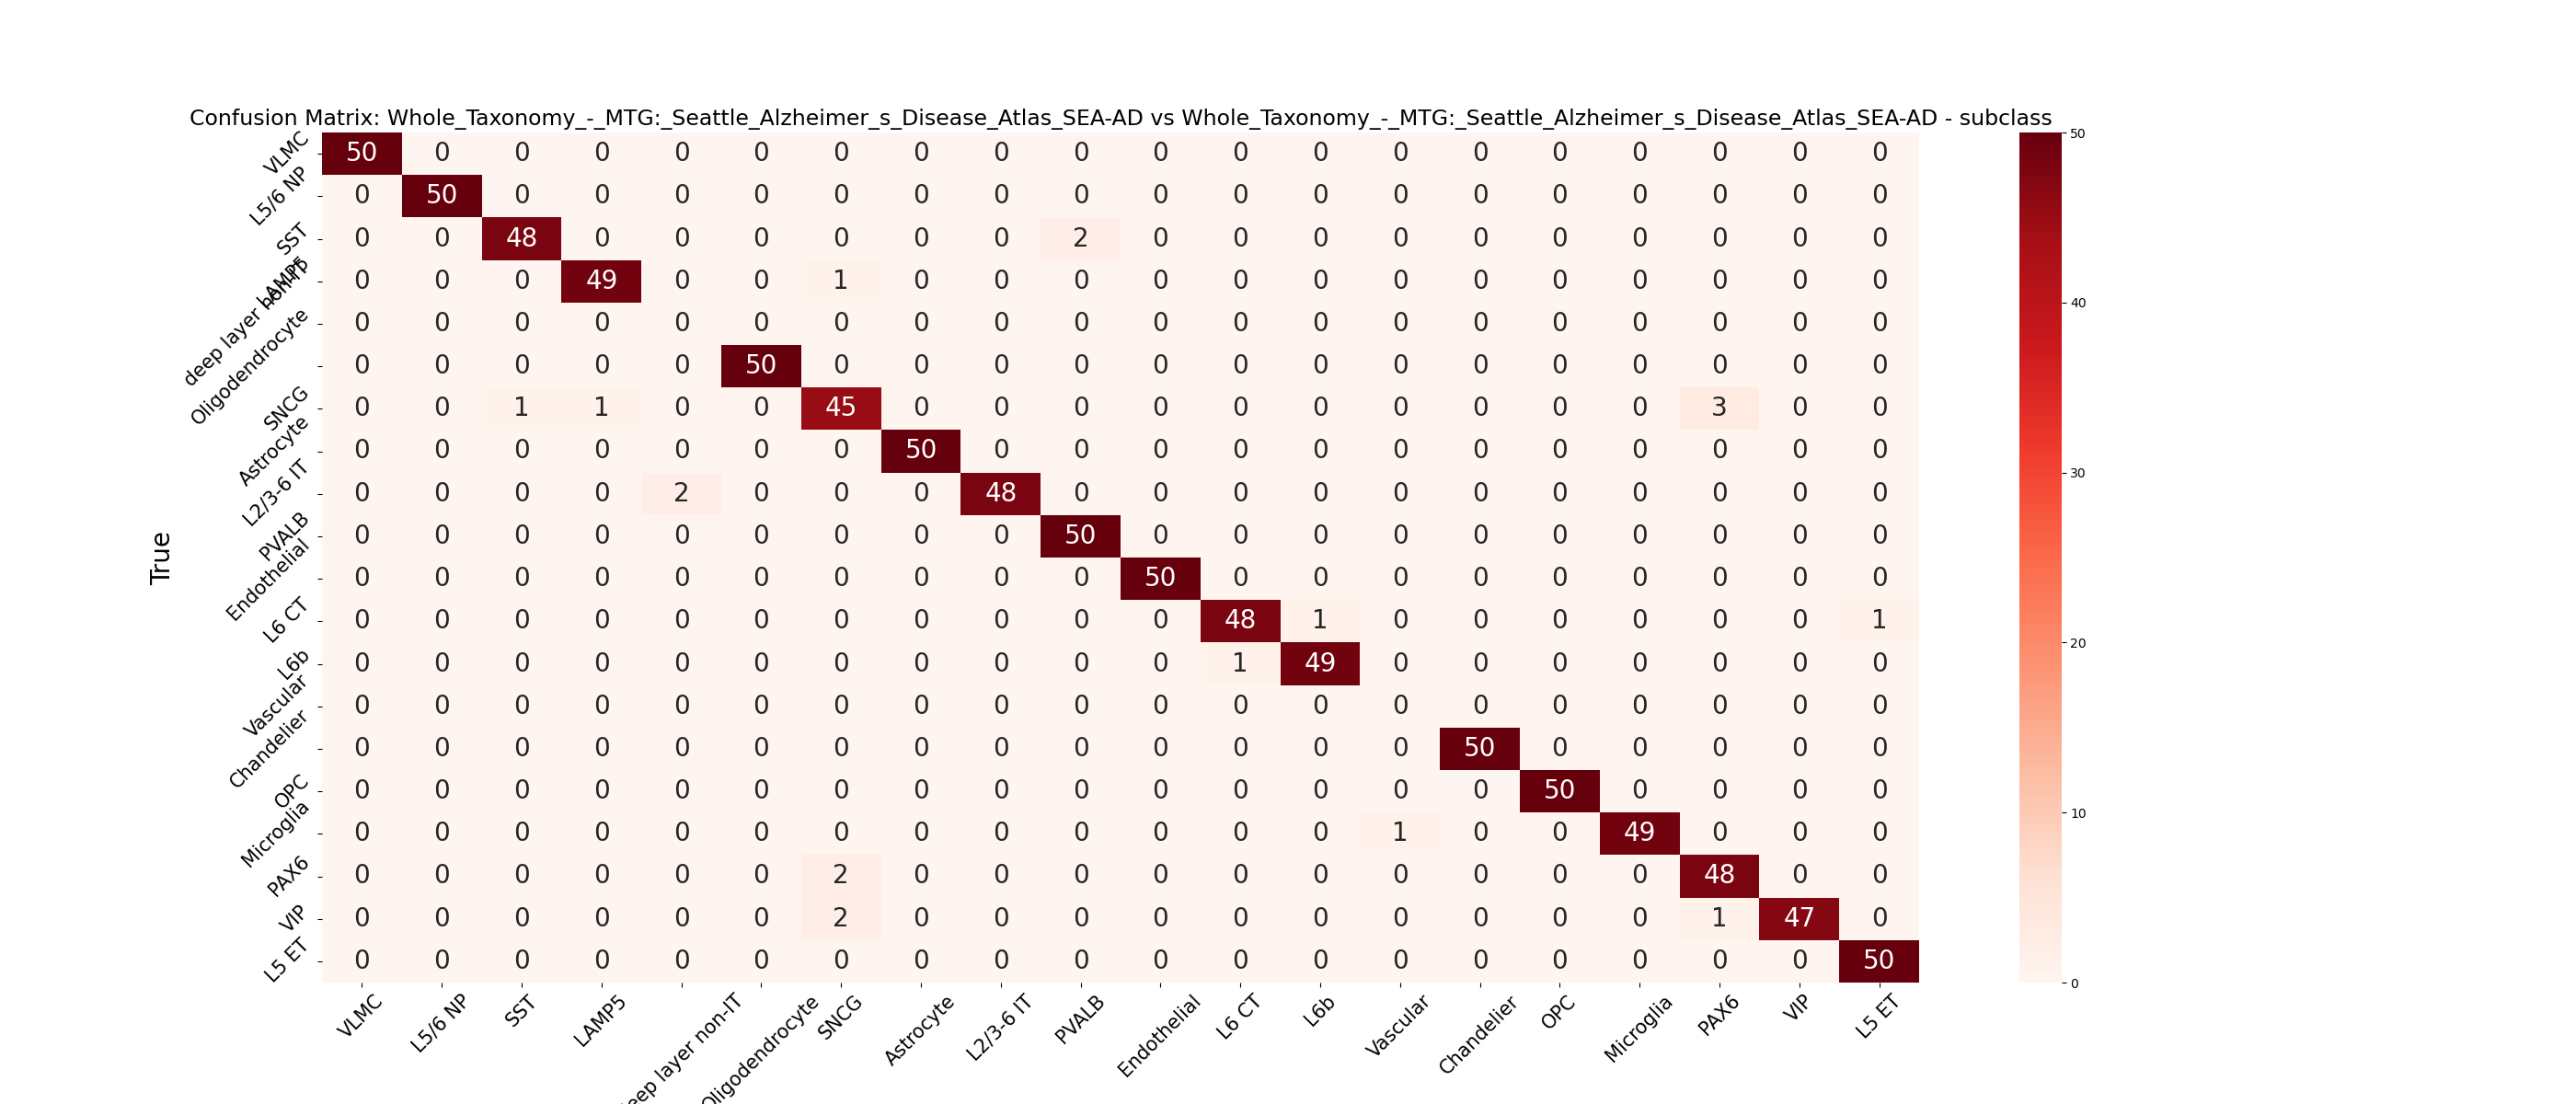 Confusion Matrix: Whole_Taxonomy_-_MTG:_Seattle_Alzheimer_s_Disease_Atlas_SEA-AD vs Whole_Taxonomy_-_MTG:_Seattle_Alzheimer_s_Disease_Atlas_SEA-AD - subclass
VLMC 50 0 0 0 0 0 0 0 0 0 0 0 0 0 0 0 0 0 0 0
L5/6 NP 0 50 0 0 0 0 0 0 0 0 0 0 0 0 0 0 0 0 0 0
SST 0 0 48 0 0 0 0 0 0 2 0 0 0 0 0 0 0 0 0 0
LAMP5 0 0 0 49 0 0 1 0 0 0 0 0 0 0 0 0 0 0 0 0
deep layer non-IT 0 0 0 0 0 0 0 0 0 0 0 0 0 0 0 0 0 0 0 0
Oligodendrocyte 0 0 0 0 0 50 0 0 0 0 0 0 0 0 0 0 0 0 0 0
SNCG 0 0 1 1 0 0 45 0 0 0 0 0 0 0 0 0 0 3 0 0
Astrocyte 0 0 0 0 0 0 0 50 0 0 0 0 0 0 0 0 0 0 0 0
L2/3-6 IT 0 0 0 0 2 0 0 0 48 0 0 0 0 0 0 0 0 0 0 0
PVALB 0 0 0 0 0 0 0 0 0 50 0 0 0 0 0 0 0 0 0 0
Endothelial 0 0 0 0 0 0 0 0 0 0 50 0 0 0 0 0 0 0 0 0
L6 CT 0 0 0 0 0 0 0 0 0 0 0 48 1 0 0 0 0 0 0 1
L6b 0 0 0 0 0 0 0 0 0 0 0 1 49 0 0 0 0 0 0 0
Vascular 0 0 0 0 0 0 0 0 0 0 0 0 0 0 0 0 0 0 0 0
Chandelier 0 0 0 0 0 0 0 0 0 0 0 0 0 0 50 0 0 0 0 0
OPC 0 0 0 0 0 0 0 0 0 0 0 0 0 0 0 50 0 0 0 0
Microglia 0 0 0 0 0 0 0 0 0 0 0 0 0 1 0 0 49 0 0 0
PAX6 0 0 0 0 0 0 2 0 0 0 0 0 0 0 0 0 0 48 0 0
VIP 0 0 0 0 0 0 2 0 0 0 0 0 0 0 0 0 0 1 47 0
L5 ET 0 0 0 0 0 0 0 0 0 0 0 0 0 0 0 0 0 0 0 50
True
VLMC L5/6 NP SST LAMP5 eep layer non-IT Oligodendrocyte SNCG Astrocyte L2/3-6 IT PVALB Endothelial L6 CT L6b Vascular Chandelier OPC Microglia PAX6 VIP L5 ET
50
40
30
20
10
0